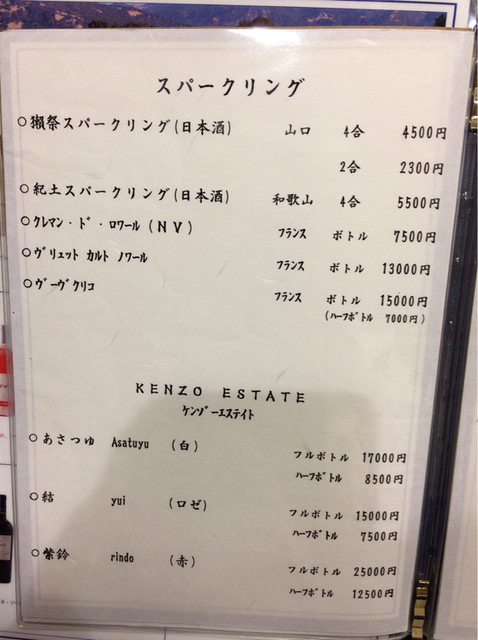 スパークリング
○獺祭スパークリング(日本酒) 山口 4合 4500円
2合 2300円
○紀土スパークリング(日本酒) 和歌山 4合 5500円
○クレマン・ド・ロワール(NV) フランス ボトル 7500円
○ヴリェット カルト ノワール フランス ボトル 13000円
○ヴーヴクリコ フランス ボトル 15000円
(ハーフボトル 7000円)
KENZO ESTATE
ケンゾーエステイト
○あさつゆ Asatuyu (白) フルボトル 17000円
ハーフボトル 8500円
○結 yui (ロゼ) フルボトル 15000円
ハーフボトル 7500円
○紫鈴 rindo (赤) フルボトル 25000円
ハーフボトル 12500円